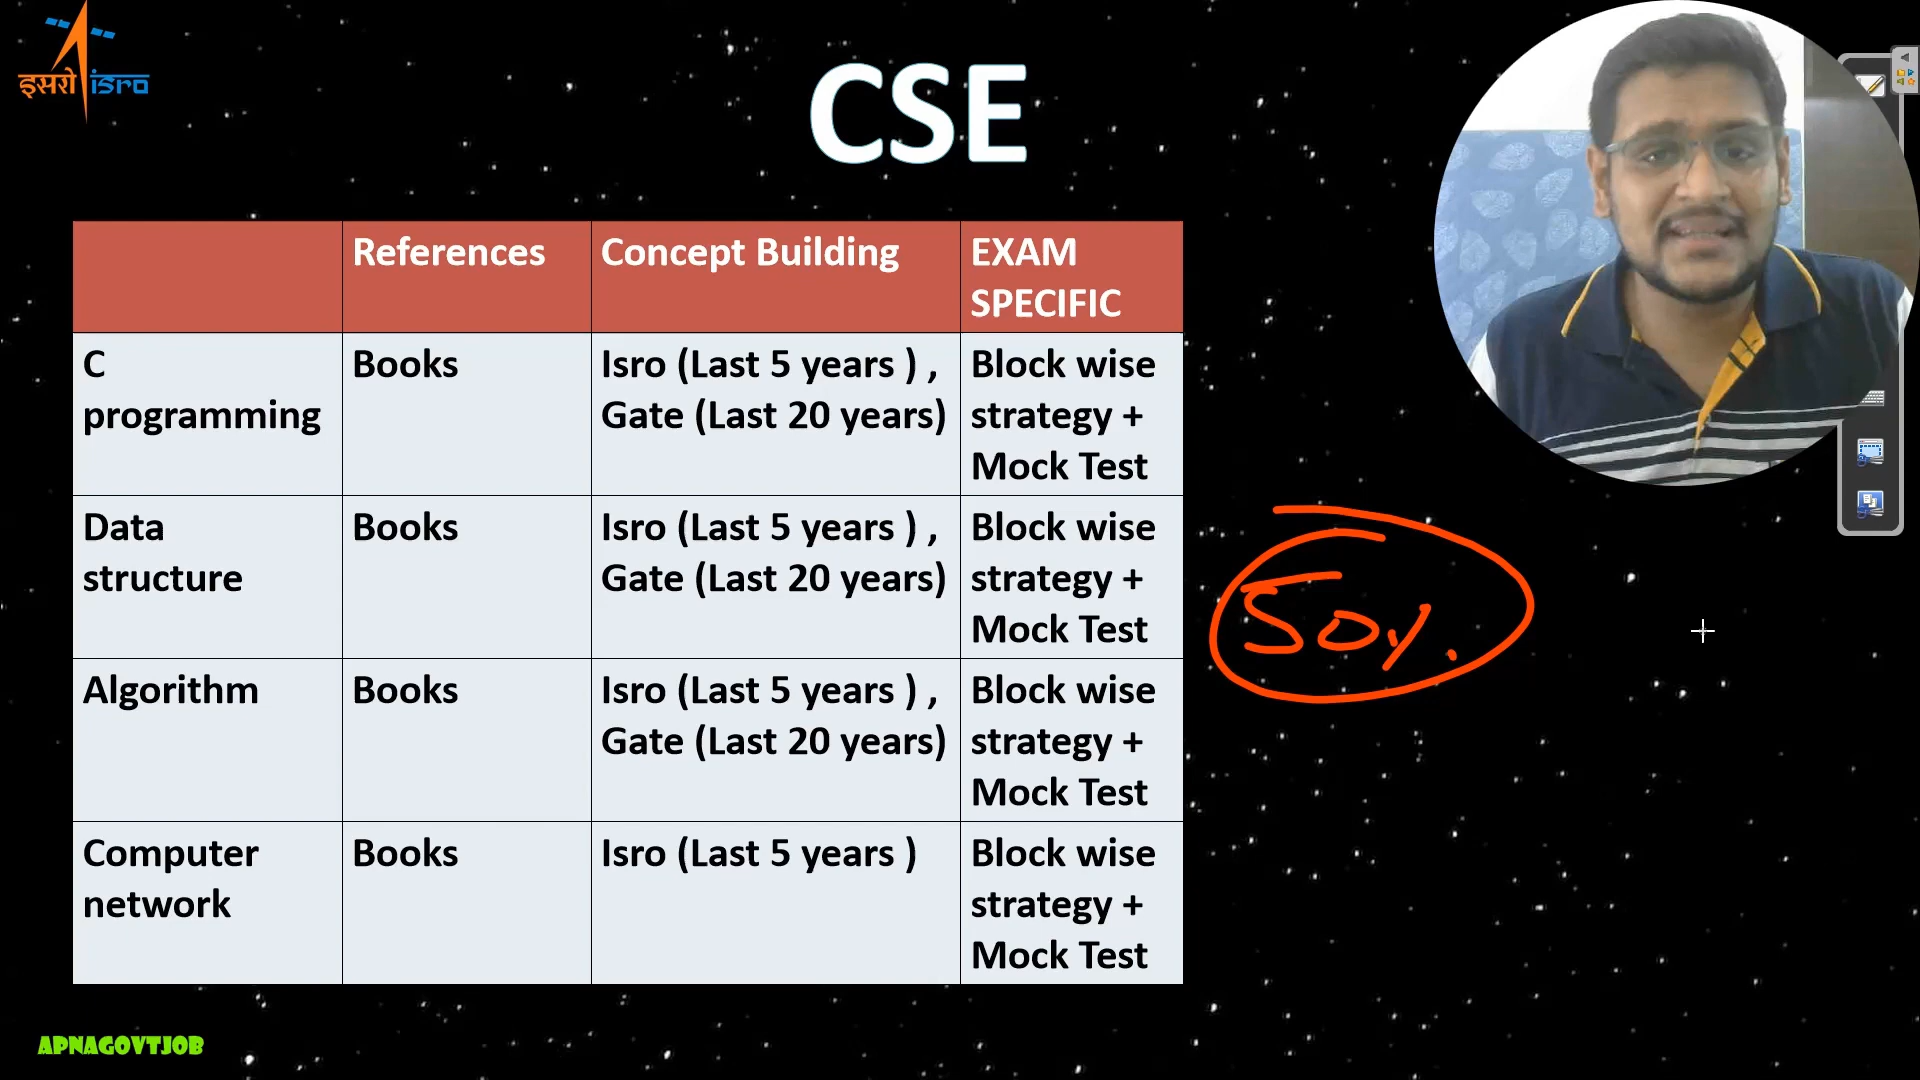 इसरो isro
CSE
References
Concept Building
EXAM
SPECIFIC
C
programming
Books
Isro (Last 5 years ) ,
Gate (Last 20 years)
Block wise
strategy +
Mock Test
Data
structure
Books
Isro (Last 5 years ) ,
Gate (Last 20 years)
Block wise
strategy +
Mock Test
Algorithm
Books
Isro (Last 5 years ) ,
Gate (Last 20 years)
Block wise
strategy +
Mock Test
Computer
network
Books
Isro (Last 5 years )
Block wise
strategy +
Mock Test
50%
APNAGOVTJOB